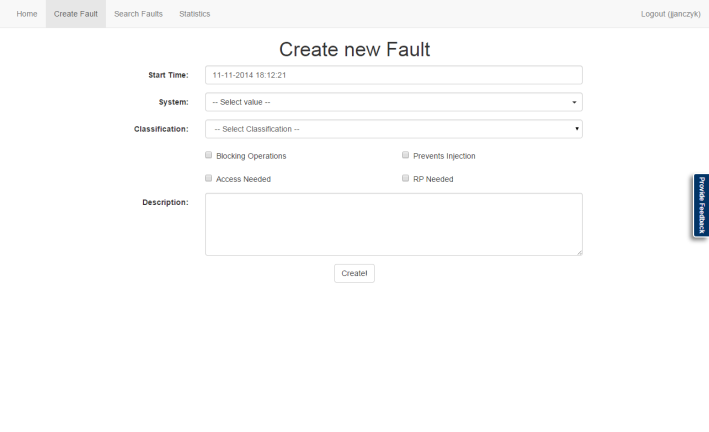 Home Create Fault Search Faults Statistics Logout (jjanczyk)
Create new Fault
Start Time: 11-11-2014 18:12:21
System: -- Select value --
Classification: -- Select Classification --
Blocking Operations Prevents Injection
Access Needed RP Needed
Provide Feedback
Description:
Create!